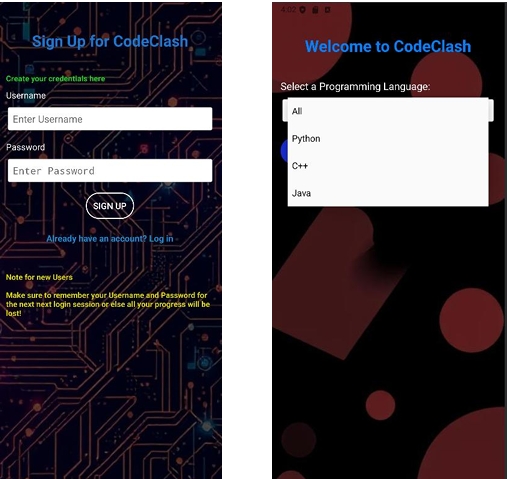 Sign Up for CodeClash
Create your credentials here
Username
Enter Username
Password
Enter Password
SIGN UP
Already have an account? Log in
Note for new Users
Make sure to remember your Username and Password for
the next next login session or else all your progress will be
lost!
4:02
Welcome to CodeClash
Select a Programming Language:
All
Python
C++
Java